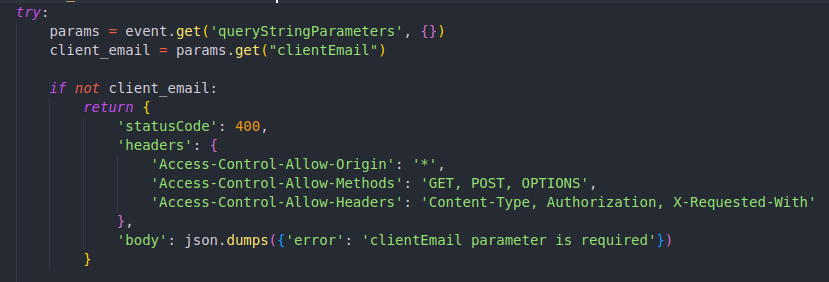 try:
    params = event.get('queryStringParameters', {})
    client_email = params.get("clientEmail")
    if not client_email:
        return {
            'statusCode': 400,
            'headers': {
                'Access-Control-Allow-Origin': '*',
                'Access-Control-Allow-Methods': 'GET, POST, OPTIONS',
                'Access-Control-Allow-Headers': 'Content-Type, Authorization, X-Requested-With'
            },
            'body': json.dumps({'error': 'clientEmail parameter is required'})
        }